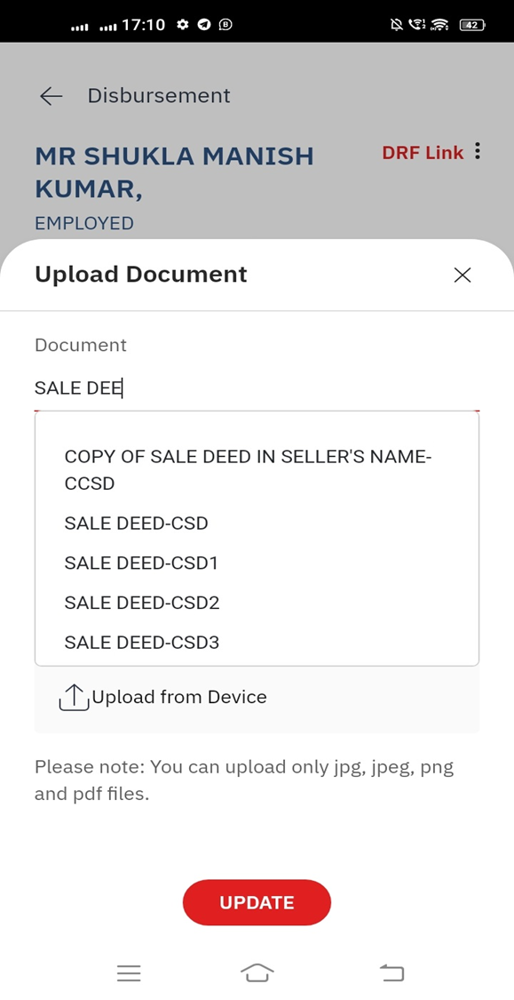 17:10
42
Disbursement
MR SHUKLA MANISH
DRF Link
KUMAR,
EMPLOYED
Upload Document
Document
SALE DEE
COPY OF SALE DEED IN SELLER'S NAME-
CCSD
SALE DEED-CSD
SALE DEED-CSD1
SALE DEED-CSD2
SALE DEED-CSD3
Upload from Device
Please note: You can upload only jpg, jpeg, png
and pdf files.
UPDATE